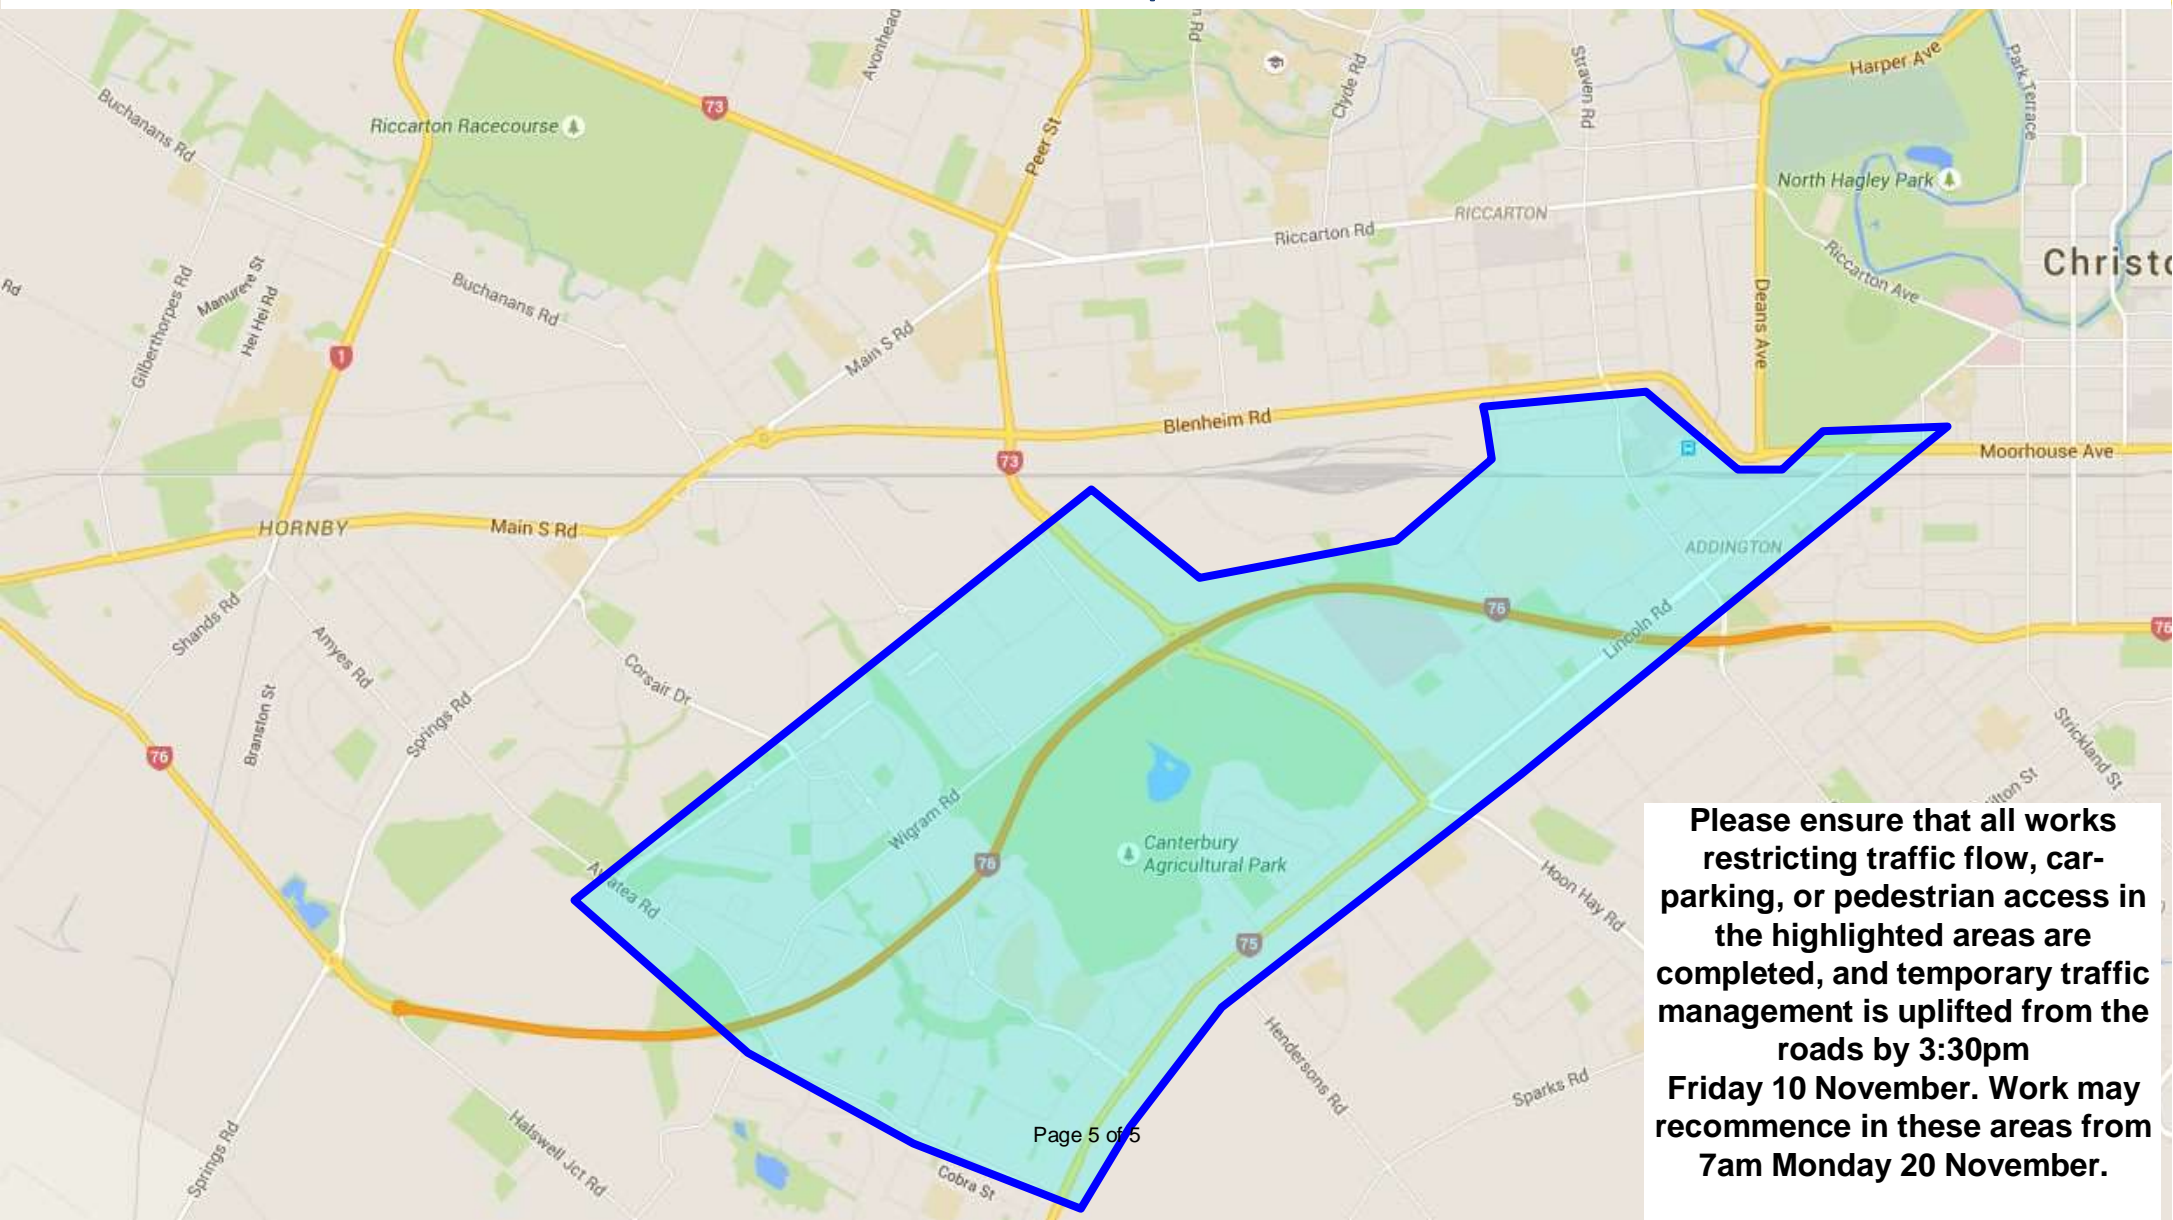 Avonhead
n Rd
Clyde Rd
Straven Rd
Harper Ave
Park Terrace
Buchanans Rd
Riccarton Racecourse
73
Peer St
North Hagley Park
RICCARTON
Riccarton Rd
Riccarton Ave
Christc
Rd
Gilberthorpes Rd
Manurere St
Hei Hei Rd
Buchanans Rd
1
Main S Rd
Deans Ave
Blenheim Rd
73
Moorhouse Ave
HORNBY
Main S Rd
ADDINGTON
Shands Rd
Amyes Rd
76
Lincoln Rd
76
Corsair Dr
Branston St
Springs Rd
76
Strickland St
ilton St
Wigram Rd
76
Canterbury
Agricultural Park
Hoon Hay Rd
75
Hendersons Rd
Sparks Rd
Halswell Jct Rd
Springs Rd
Cobra St
Page 5 of 5
Please ensure that all works
restricting traffic flow, car-
parking, or pedestrian access in
the highlighted areas are
completed, and temporary traffic
management is uplifted from the
roads by 3:30pm
Friday 10 November. Work may
recommence in these areas from
7am Monday 20 November.